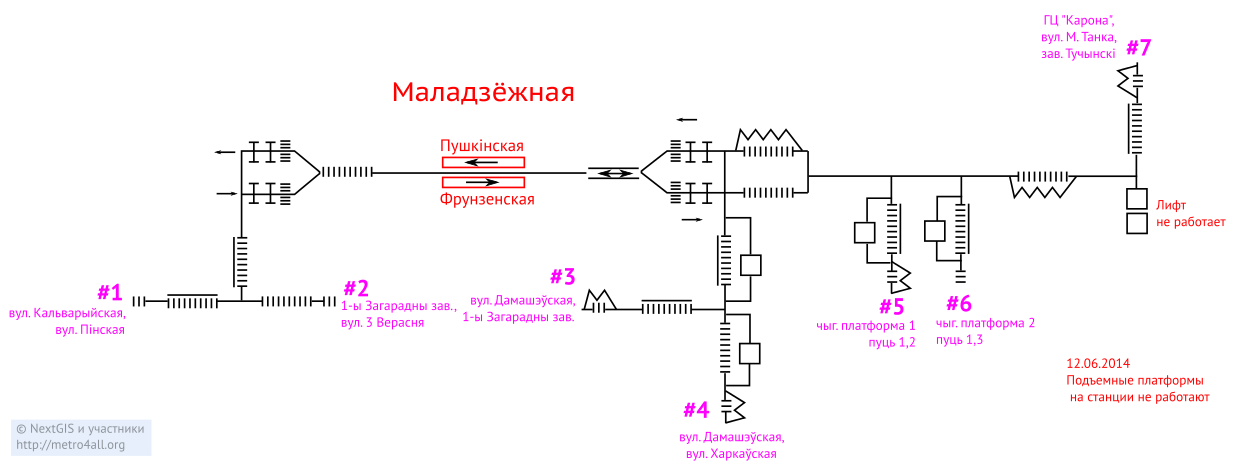 ГЦ "Карона",
вул. М. Танка,
зав. Тучынскі
#7
Маладзёжная
Пушкінская
Фрунзенская
Лифт
не работает
#1
вул. Кальварыйская,
вул. Пінская
#2
1-ы Загарадны зав.,
вул. 3 Верасня
#3
вул. Дамашэўская,
1-ы Загарадны зав.
#5
чыг. платформа 1
пуць 1,2
#6
чыг. платформа 2
пуць 1,3
12.06.2014
Подъемные платформы
на станции не работают
#4
вул. Дамашэўская,
вул. Харкаўская
© NextGIS и участники
http://metro4all.org